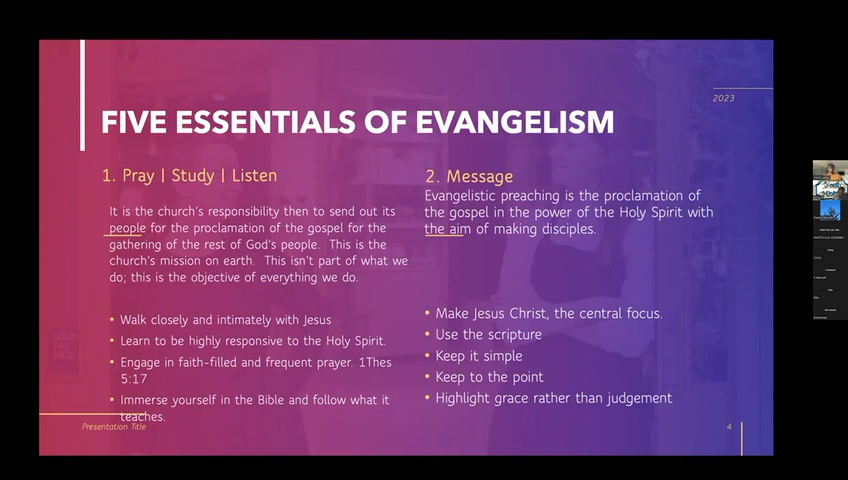 2023
FIVE ESSENTIALS OF EVANGELISM
1. Pray | Study | Listen
It is the church's responsibility then to send out its
people for the proclamation of the gospel for the
gathering of the rest of God's people.  This is the
church's mission on earth.  This isn't part of what we
do; this is the objective of everything we do.
• Walk closely and intimately with Jesus
• Learn to be highly responsive to the Holy Spirit.
• Engage in faith-filled and frequent prayer. 1Thes
5:17
• Immerse yourself in the Bible and follow what it
teaches.
2. Message
Evangelistic preaching is the proclamation of
the gospel in the power of the Holy Spirit with
the aim of making disciples.
• Make Jesus Christ, the central focus.
• Use the scripture
• Keep it simple
• Keep to the point
• Highlight grace rather than judgement
Presentation Title
4